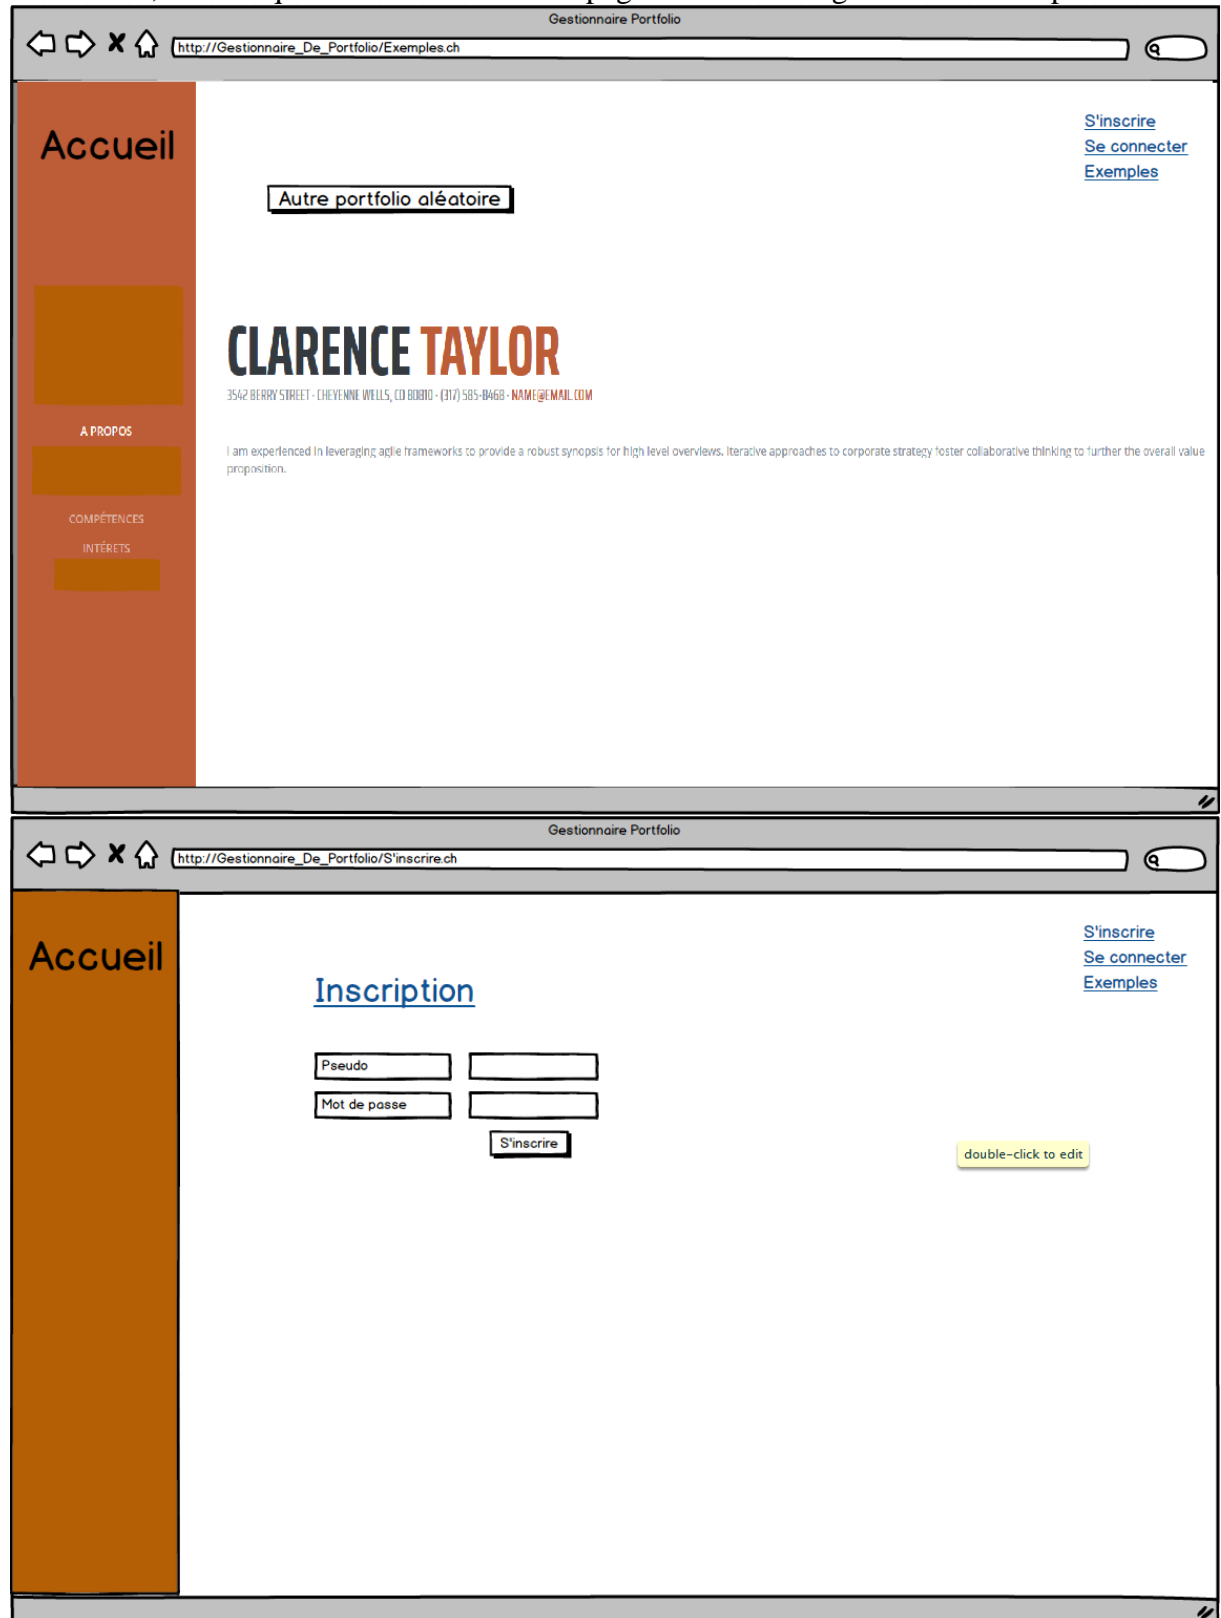 Gestionnaire Portfolio
http://Gestionnaire_De_Portfolio/Exemples.ch
Accueil
S'inscrire
Se connecter
Exemples
Autre portfolio aléatoire
CLARENCE TAYLOR
3542 BERRY STREET · CHEYENNE WELLS, CO 80810 · (317) 585-8468 · NAME@EMAIL.COM
A PROPOS
I am experienced in leveraging agile frameworks to provide a robust synopsis for high level overviews. Iterative approaches to corporate strategy foster collaborative thinking to further the overall value
proposition.
COMPÉTENCES
INTÉRETS
Gestionnaire Portfolio
http://Gestionnaire_De_Portfolio/S'inscrire.ch
Accueil
S'inscrire
Se connecter
Exemples
Inscription
Pseudo
Mot de passe
S'inscrire
double-click to edit